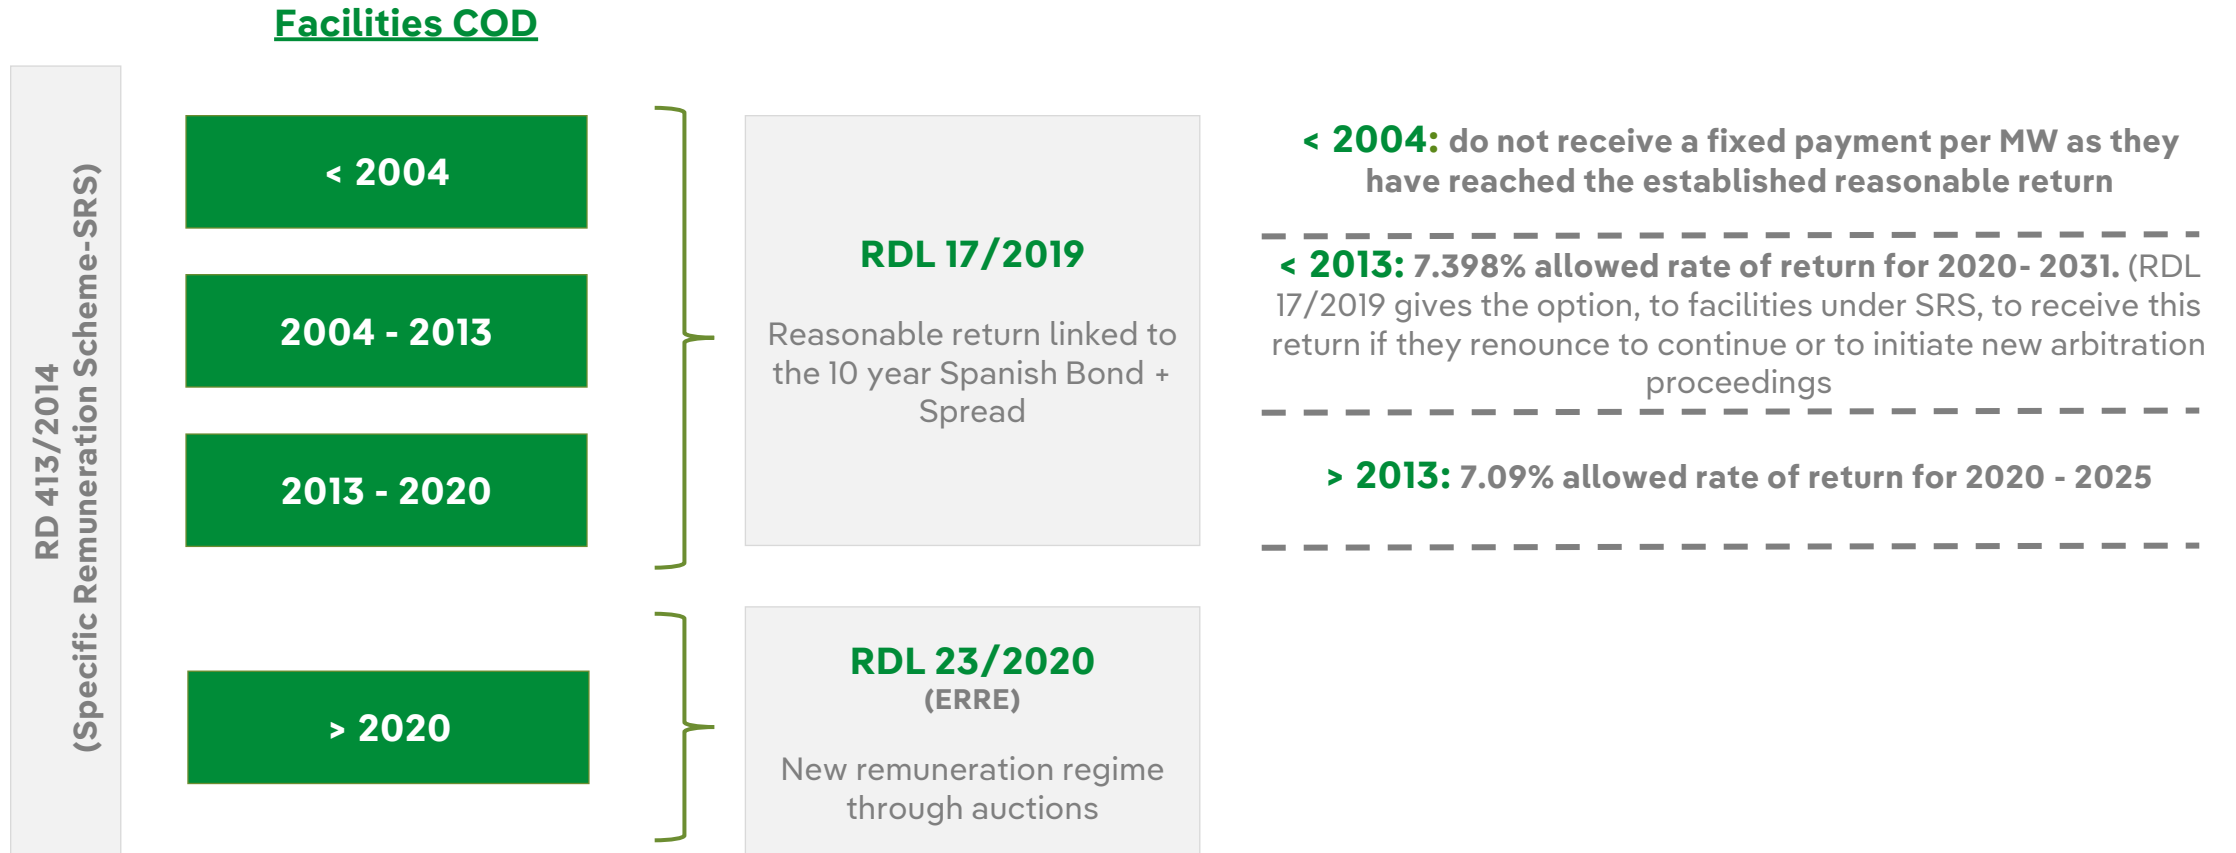 Facilities COD
RD 413/2014
(Specific Remuneration Scheme-SRS)
< 2004
2004 - 2013
2013 - 2020
> 2020
RDL 17/2019
Reasonable return linked to
the 10 year Spanish Bond +
Spread
RDL 23/2020
(ERRE)
New remuneration regime
through auctions
< 2004: do not receive a fixed payment per MW as they
have reached the established reasonable return
< 2013: 7.398% allowed rate of return for 2020- 2031. (RDL
17/2019 gives the option, to facilities under SRS, to receive this
return if they renounce to continue or to initiate new arbitration
proceedings
> 2013: 7.09% allowed rate of return for 2020 - 2025